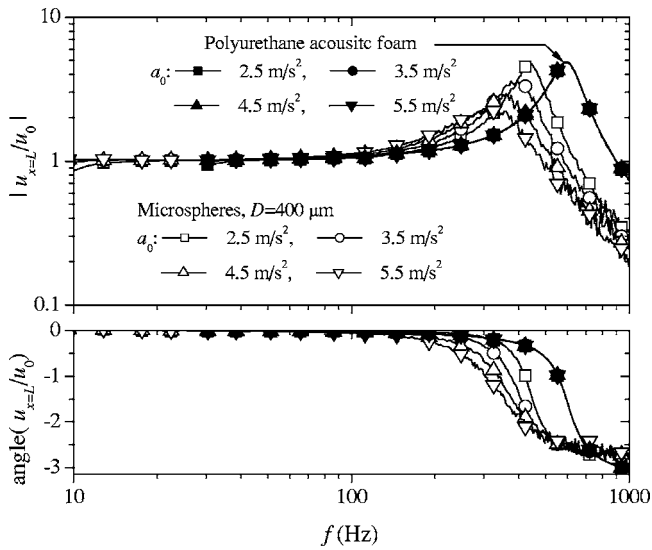 10
Polyurethane acousitc foam
a₀: 2.5 m/s², 3.5 m/s²
4.5 m/s², 5.5 m/s²
| u_{x=L}/u₀ |
1
Microspheres, D=400 μm
a₀: 2.5 m/s², 3.5 m/s²
4.5 m/s², 5.5 m/s²
0.1
0
angle( u_{x=L}/u₀)
-1
-2
-3
10 100 1000
f (Hz)